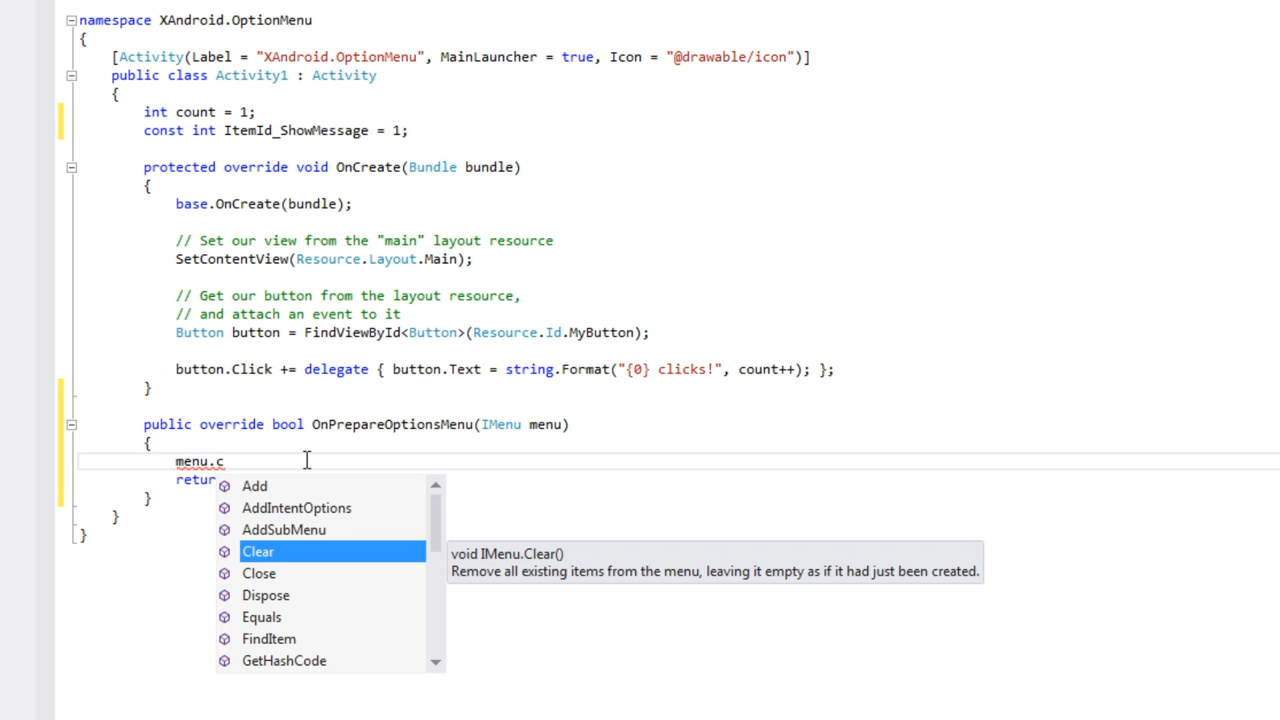 namespace XAndroid.OptionMenu
{
[Activity(Label = "XAndroid.OptionMenu", MainLauncher = true, Icon = "@drawable/icon")]
public class Activity1 : Activity
{
int count = 1;
const int ItemId_ShowMessage = 1;
protected override void OnCreate(Bundle bundle)
{
base.OnCreate(bundle);
// Set our view from the "main" layout resource
SetContentView(Resource.Layout.Main);
// Get our button from the layout resource,
// and attach an event to it
Button button = FindViewById<Button>(Resource.Id.MyButton);
button.Click += delegate { button.Text = string.Format("{0} clicks!", count++); };
}
public override bool OnPrepareOptionsMenu(IMenu menu)
{
menu.c
retur
}
}
}
Add
AddIntentOptions
AddSubMenu
Clear
Close
Dispose
Equals
FindItem
GetHashCode
void IMenu.Clear()
Remove all existing items from the menu, leaving it empty as if it had just been created.